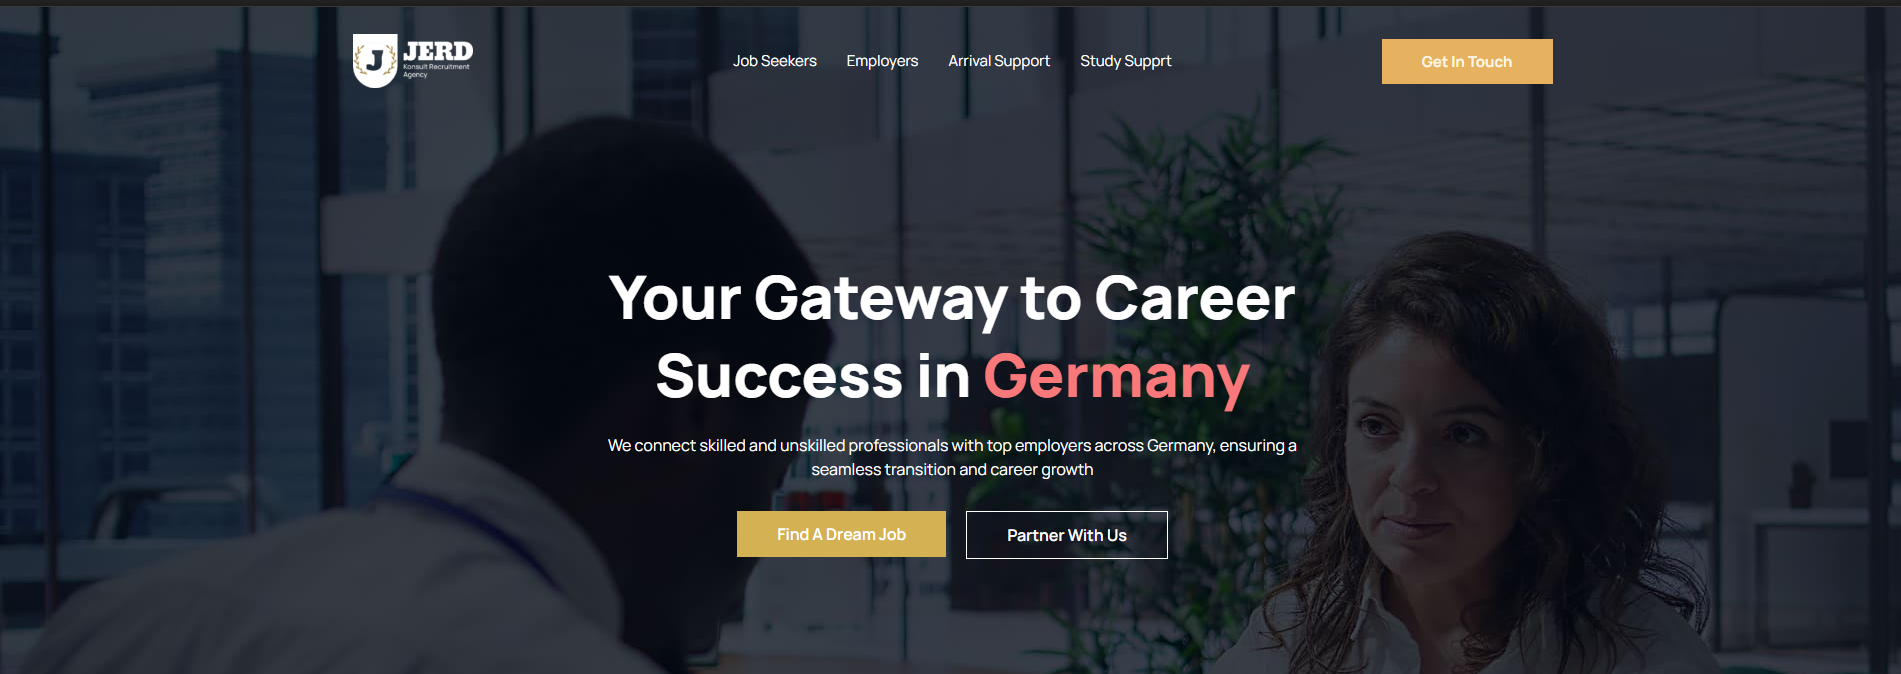 J JERD
Konsult Recruitment
Agency
Job Seekers Employers Arrival Support Study Supprt
Get In Touch
Your Gateway to Career
Success in Germany
We connect skilled and unskilled professionals with top employers across Germany, ensuring a
seamless transition and career growth
Find A Dream Job Partner With Us